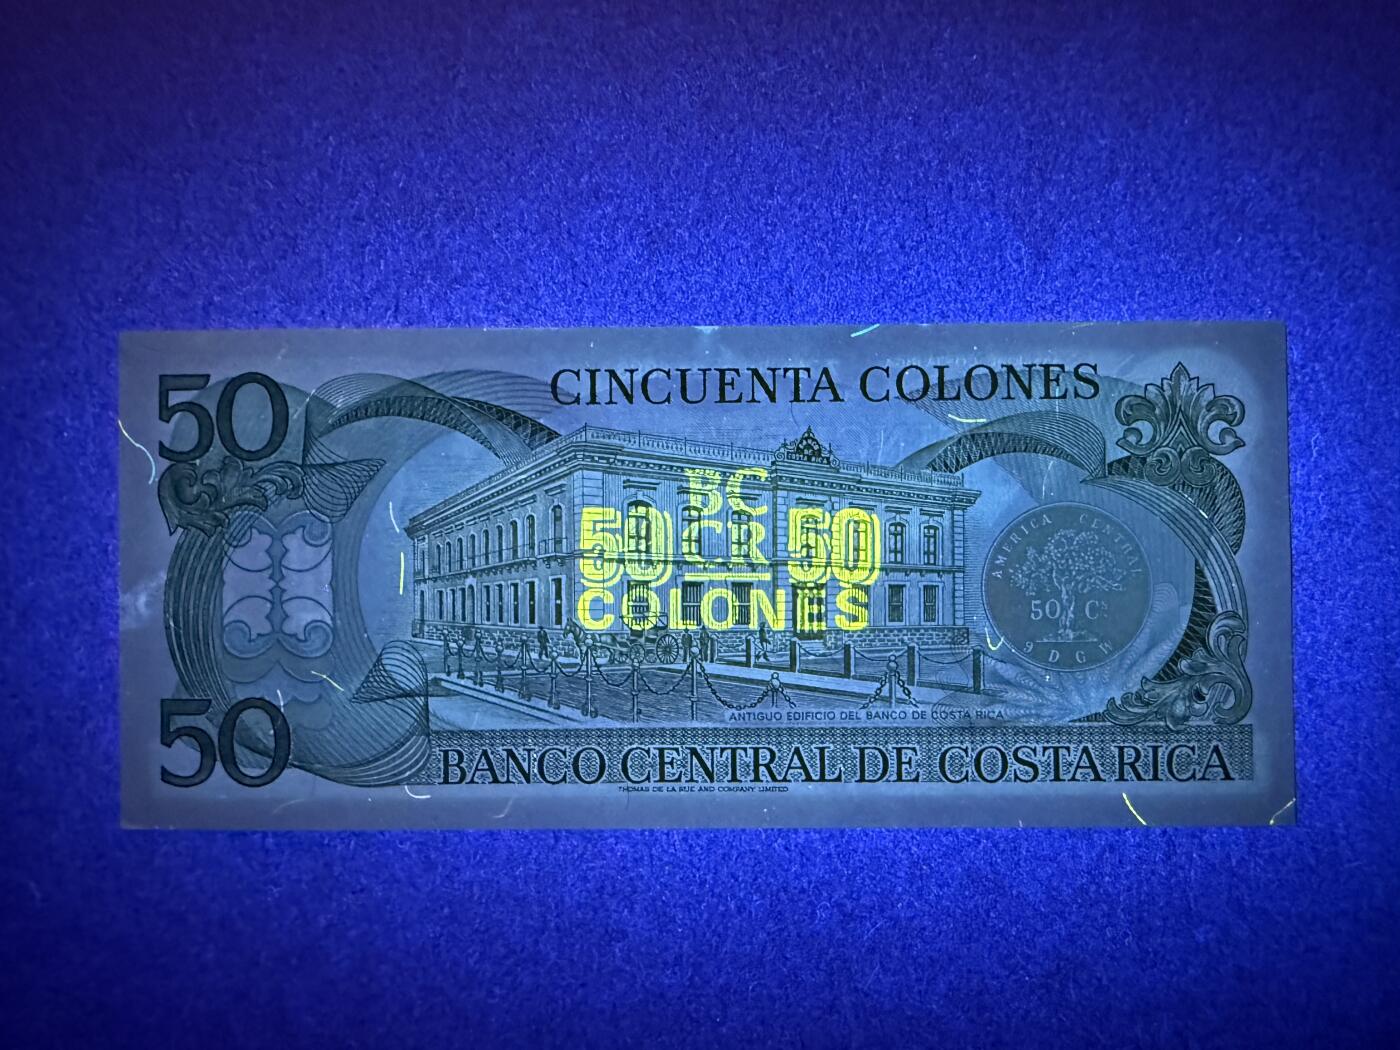 50
CINCUENTA COLONES
BC
50 CR 50
COLONES
AMERICA CENTRAL
50 Cs
9 D G W
ANTIGUO EDIFICIO DEL BANCO DE COSTA RICA
50
BANCO CENTRAL DE COSTA RICA
THOMAS DE LA RUE AND COMPANY LIMITED